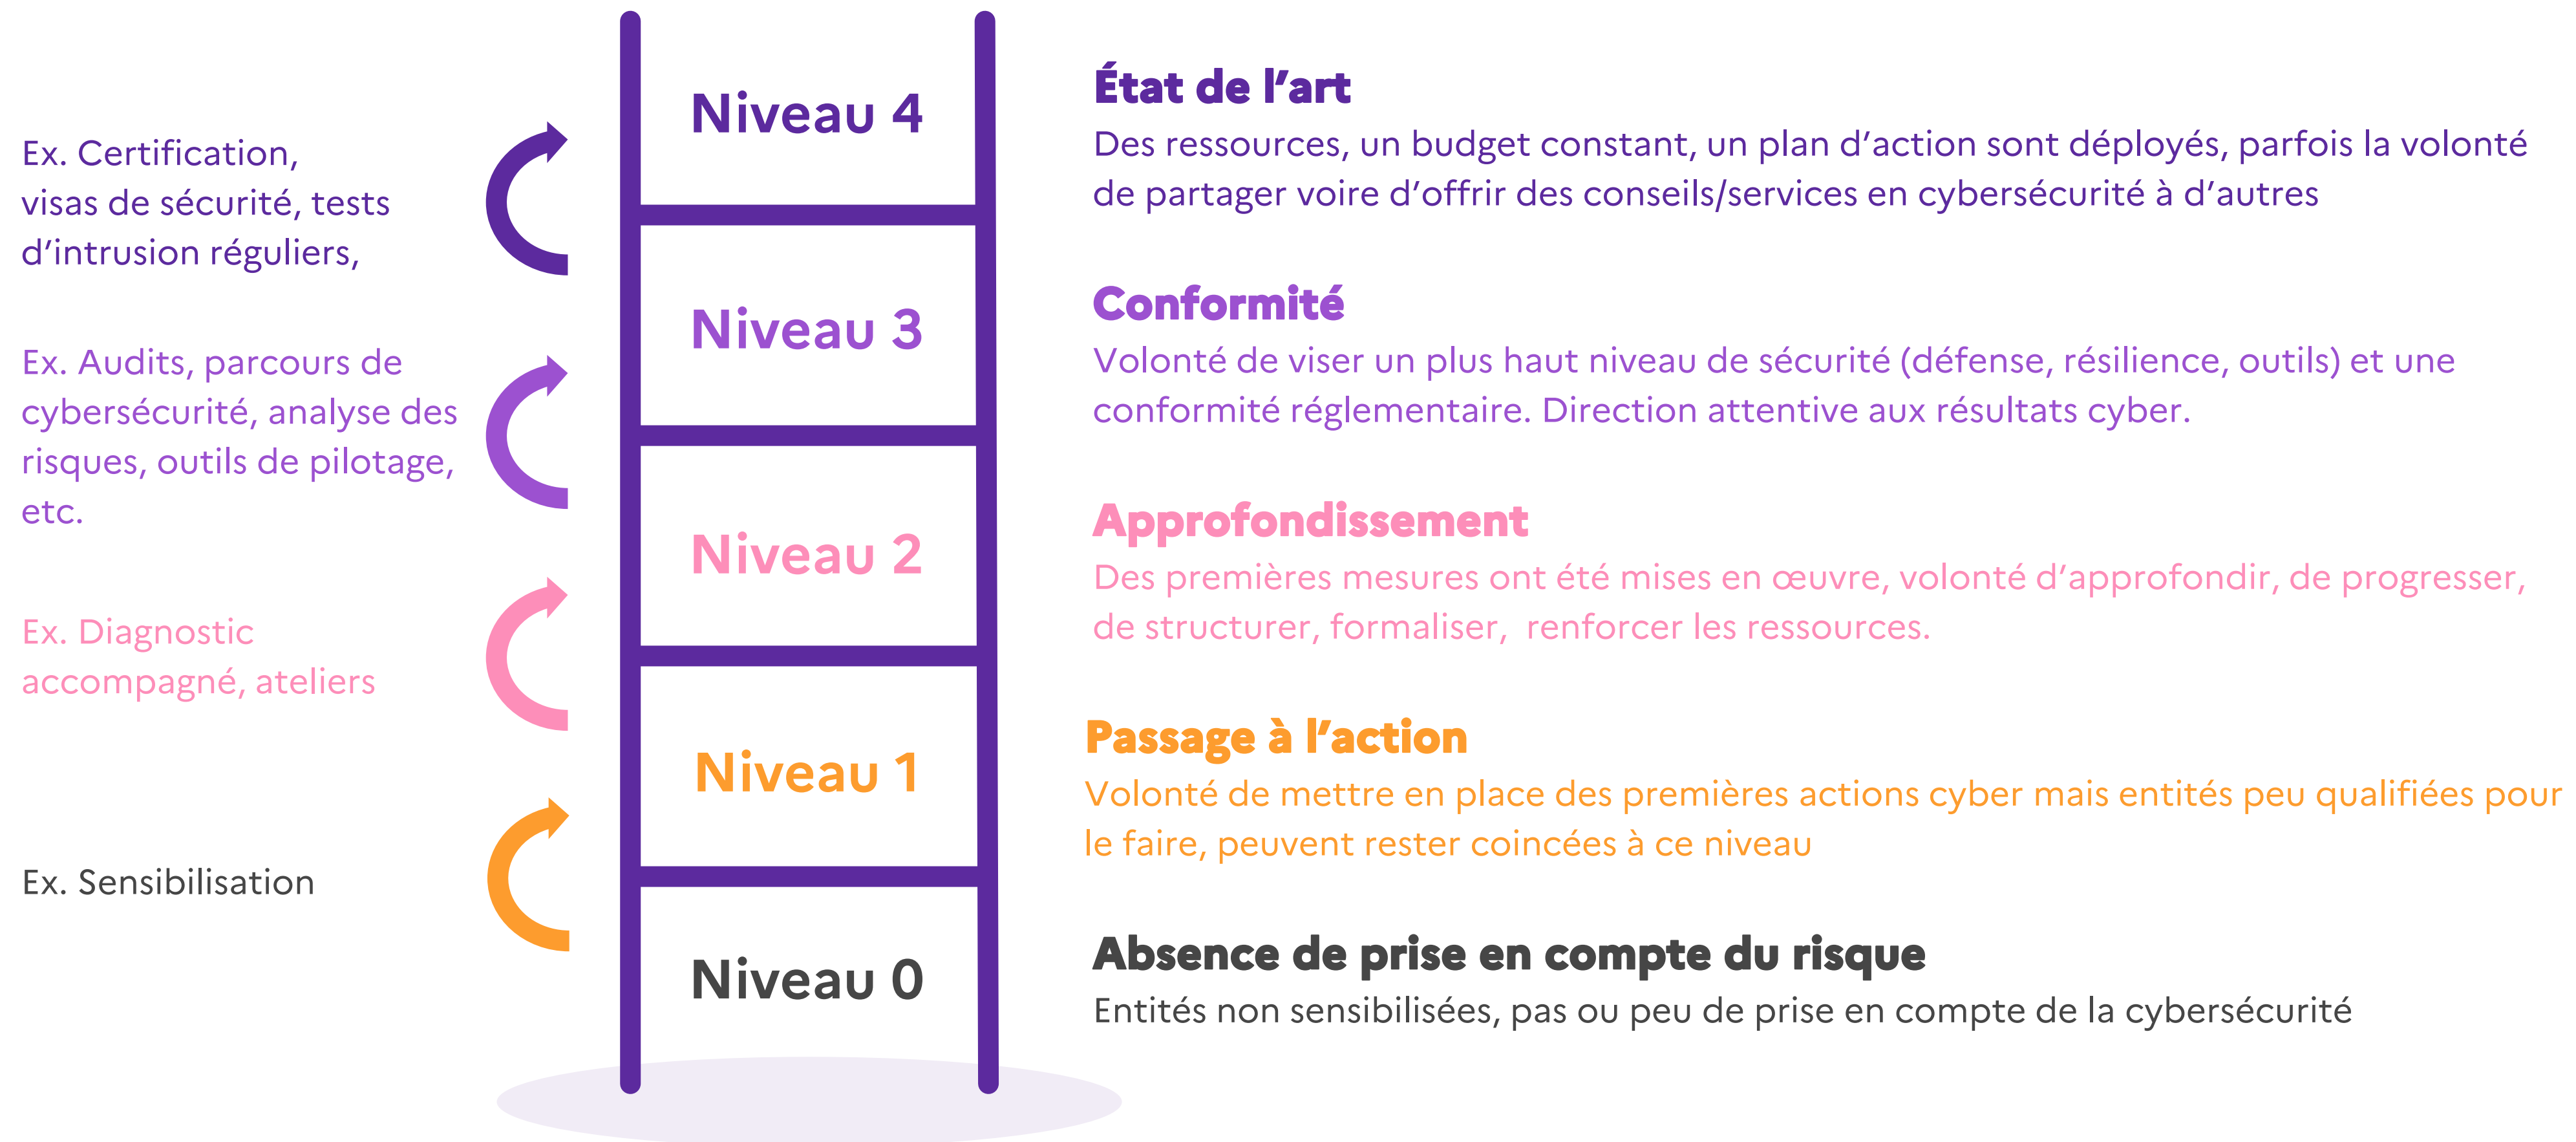 Niveau 4
État de l’art
Des ressources, un budget constant, un plan d’action sont déployés, parfois la volonté
de partager voire d’offrir des conseils/services en cybersécurité à d’autres
Ex. Certification,
visas de sécurité, tests
d’intrusion réguliers,
Niveau 3
Conformité
Volonté de viser un plus haut niveau de sécurité (défense, résilience, outils) et une
conformité réglementaire. Direction attentive aux résultats cyber.
Ex. Audits, parcours de
cybersécurité, analyse des
risques, outils de pilotage,
etc.
Niveau 2
Approfondissement
Des premières mesures ont été mises en œuvre, volonté d’approfondir, de progresser,
de structurer, formaliser,  renforcer les ressources.
Ex. Diagnostic
accompagné, ateliers
Niveau 1
Passage à l’action
Volonté de mettre en place des premières actions cyber mais entités peu qualifiées pour
le faire, peuvent rester coincées à ce niveau
Ex. Sensibilisation
Niveau 0
Absence de prise en compte du risque
Entités non sensibilisées, pas ou peu de prise en compte de la cybersécurité